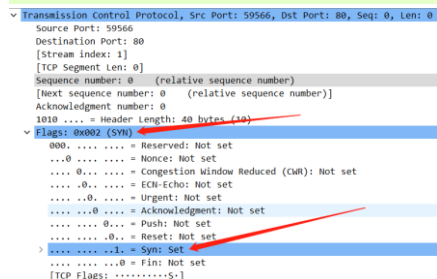 Transmission Control Protocol, Src Port: 59566, Dst Port: 80, Seq: 0, Len: 0
Source Port: 59566
Destination Port: 80
[Stream index: 1]
[TCP Segment Len: 0]
Sequence number: 0    (relative sequence number)
[Next sequence number: 0    (relative sequence number)]
Acknowledgment number: 0
1010 .... = Header Length: 40 bytes (10)
Flags: 0x002 (SYN)
000. .... .... = Reserved: Not set
...0 .... .... = Nonce: Not set
.... 0... .... = Congestion Window Reduced (CWR): Not set
.... .0.. .... = ECN-Echo: Not set
.... ..0. .... = Urgent: Not set
.... ...0 .... = Acknowledgment: Not set
.... .... 0... = Push: Not set
.... .... .0.. = Reset: Not set
.... .... ..1. = Syn: Set
.... .... ...0 = Fin: Not set
[TCP Flags: ··········S·]